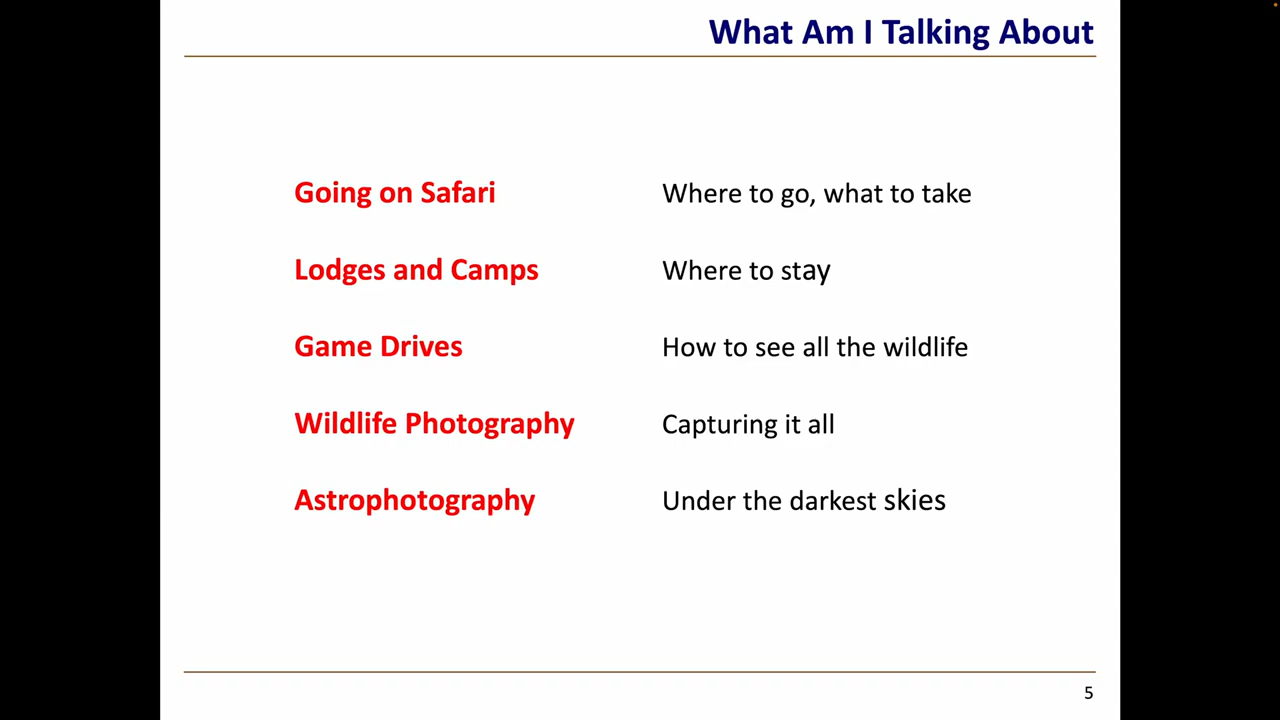 What Am I Talking About
Going on Safari Where to go, what to take
Lodges and Camps Where to stay
Game Drives How to see all the wildlife
Wildlife Photography Capturing it all
Astrophotography Under the darkest skies
5